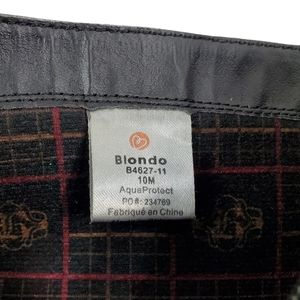 Blondo
B4627-11
10M
AquaProtect
PO#: 234769
Fabriqué en Chine